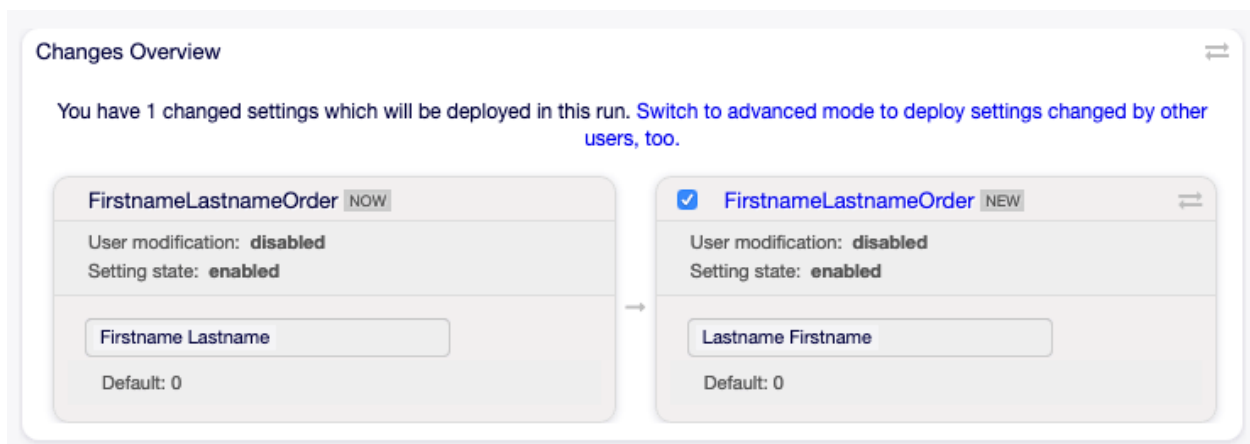 Changes Overview
You have 1 changed settings which will be deployed in this run. Switch to advanced mode to deploy settings changed by other
users, too.
FirstnameLastnameOrder NOW
User modification: disabled
Setting state: enabled
Firstname Lastname
Default: 0
FirstnameLastnameOrder NEW
User modification: disabled
Setting state: enabled
Lastname Firstname
Default: 0